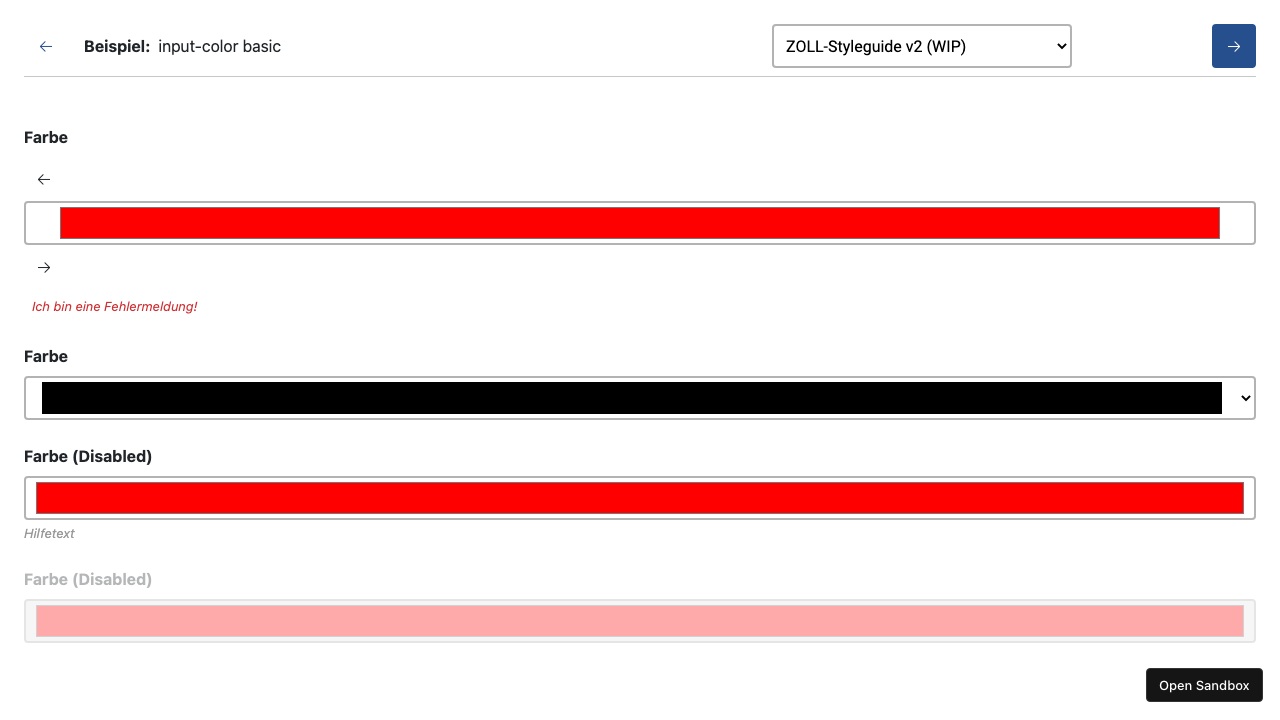 Beispiel: input-color basic
ZOLL-Styleguide v2 (WIP)
Farbe
Ich bin eine Fehlermeldung!
Farbe
Farbe (Disabled)
Hilfetext
Farbe (Disabled)
Open Sandbox